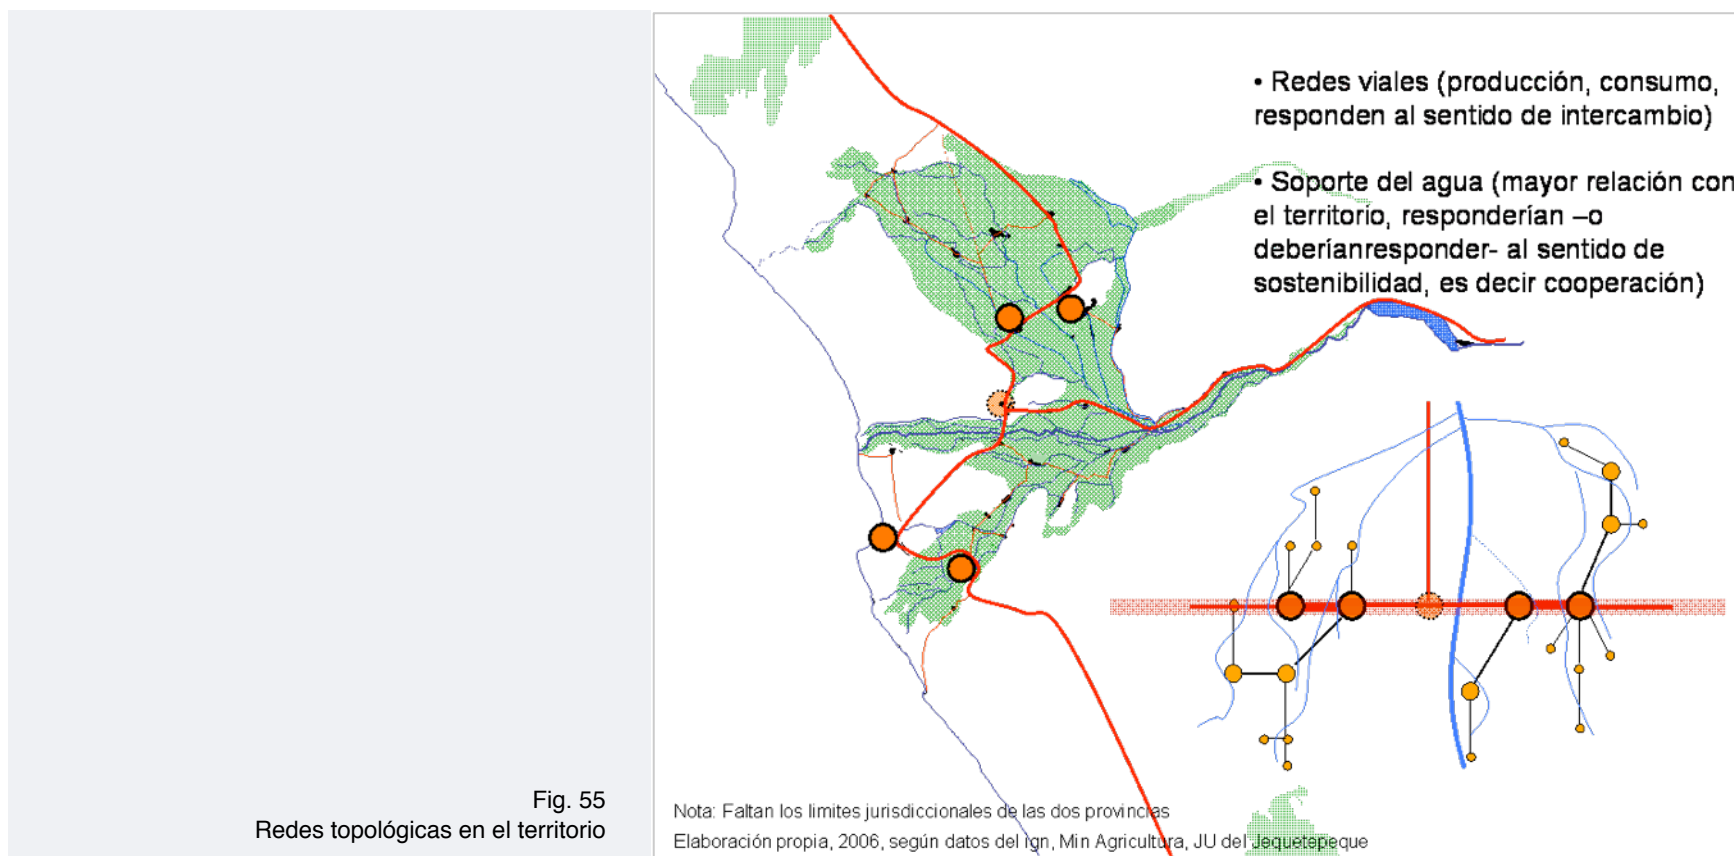 • Redes viales (producción, consumo,
responden al sentido de intercambio)
• Soporte del agua (mayor relación con
el territorio, responderían –o
deberíanresponder- al sentido de
sostenibilidad, es decir cooperación)
Fig. 55
Redes topológicas en el territorio
Nota: Faltan los limites jurisdiccionales de las dos provincias
Elaboración propia, 2006, según datos del ign, Min Agricultura, JU del Jequetepeque